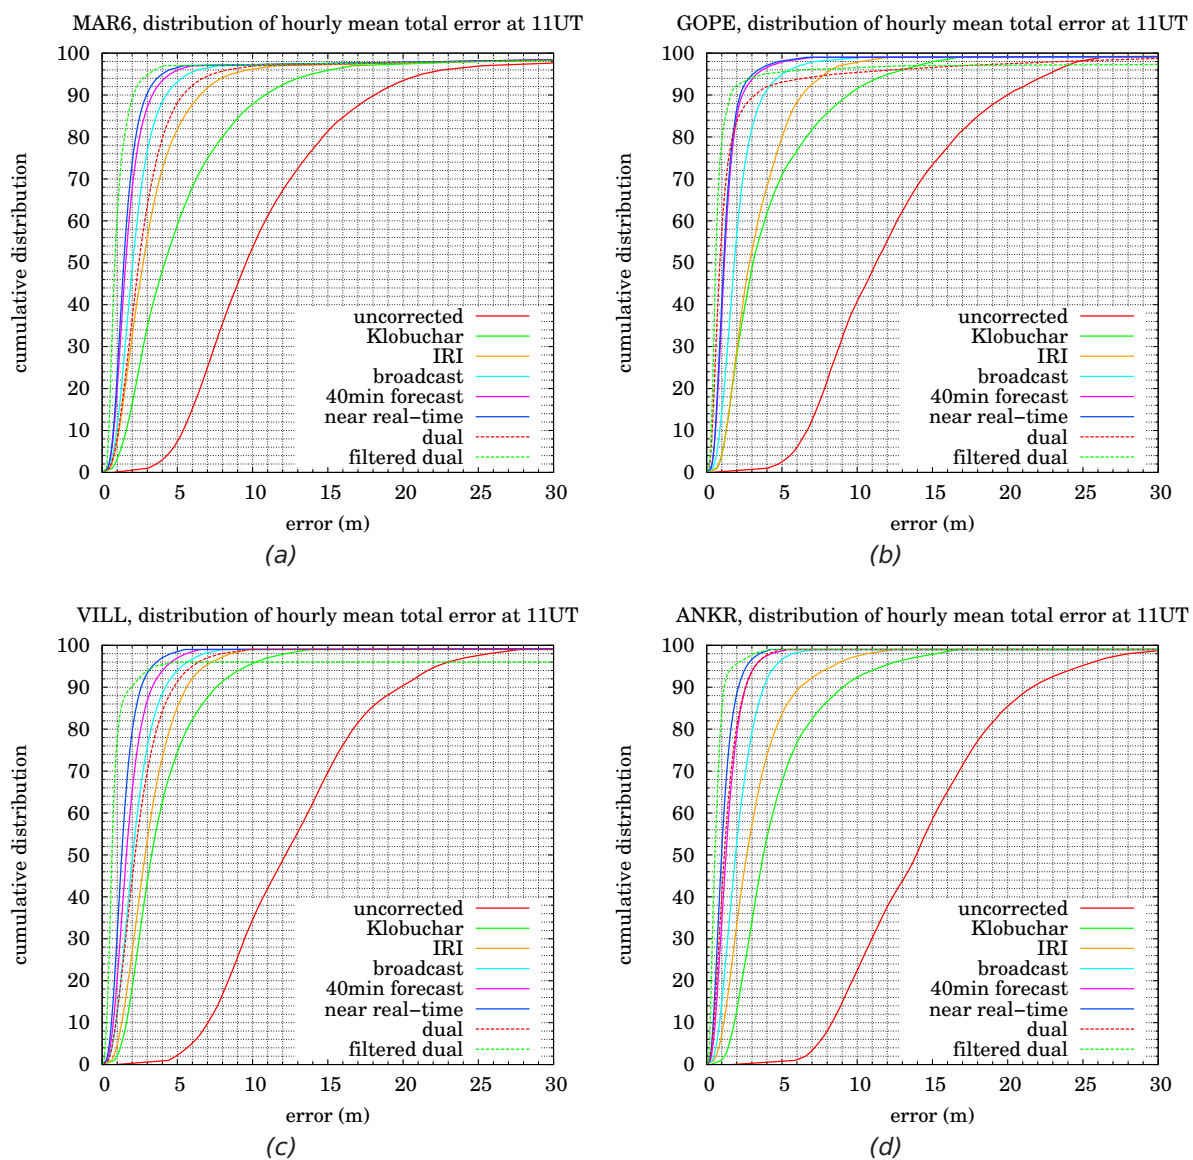 MAR6, distribution of hourly mean total error at 11UT
100
90
80
70
60
50
40
30
20
10
0
cumulative distribution
uncorrected
Klobuchar
IRI
broadcast
40min forecast
near real-time
dual
filtered dual
0 5 10 15 20 25 30
error (m)
(a)
GOPE, distribution of hourly mean total error at 11UT
100
90
80
70
60
50
40
30
20
10
0
cumulative distribution
uncorrected
Klobuchar
IRI
broadcast
40min forecast
near real-time
dual
filtered dual
0 5 10 15 20 25 30
error (m)
(b)
VILL, distribution of hourly mean total error at 11UT
100
90
80
70
60
50
40
30
20
10
0
cumulative distribution
uncorrected
Klobuchar
IRI
broadcast
40min forecast
near real-time
dual
filtered dual
0 5 10 15 20 25 30
error (m)
(c)
ANKR, distribution of hourly mean total error at 11UT
100
90
80
70
60
50
40
30
20
10
0
cumulative distribution
uncorrected
Klobuchar
IRI
broadcast
40min forecast
near real-time
dual
filtered dual
0 5 10 15 20 25 30
error (m)
(d)